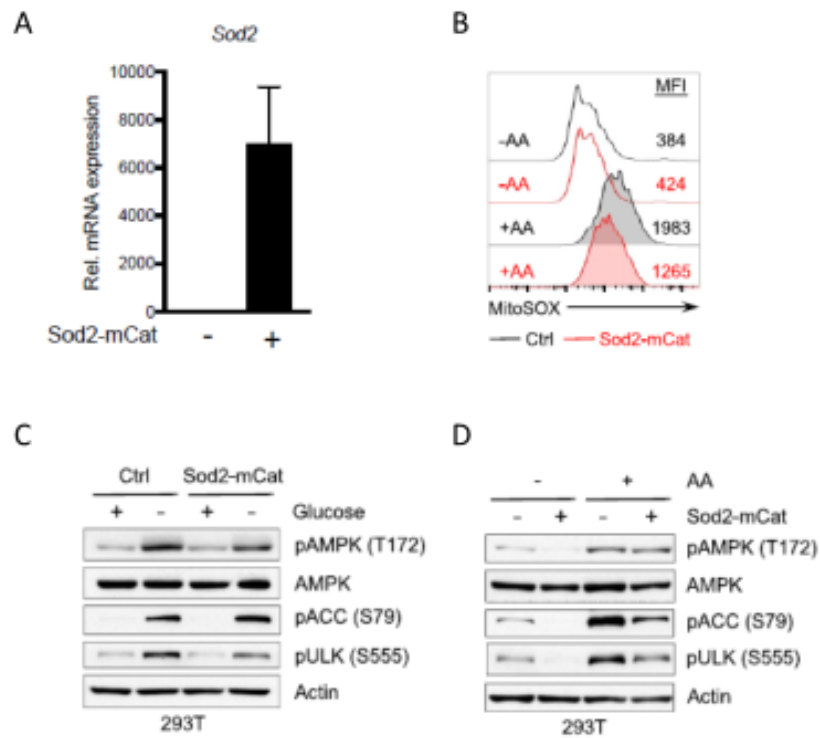 A
Sod2
Rel. mRNA expression
10000
8000
6000
4000
2000
0
Sod2-mCat - +
B
MFI
-AA 384
-AA 424
+AA 1983
+AA 1265
MitoSOX
Ctrl Sod2-mCat
C
Ctrl Sod2-mCat
+ - + - Glucose
pAMPK (T172)
AMPK
pACC (S79)
pULK (S555)
Actin
293T
D
- + AA
- + - + Sod2-mCat
pAMPK (T172)
AMPK
pACC (S79)
pULK (S555)
Actin
293T